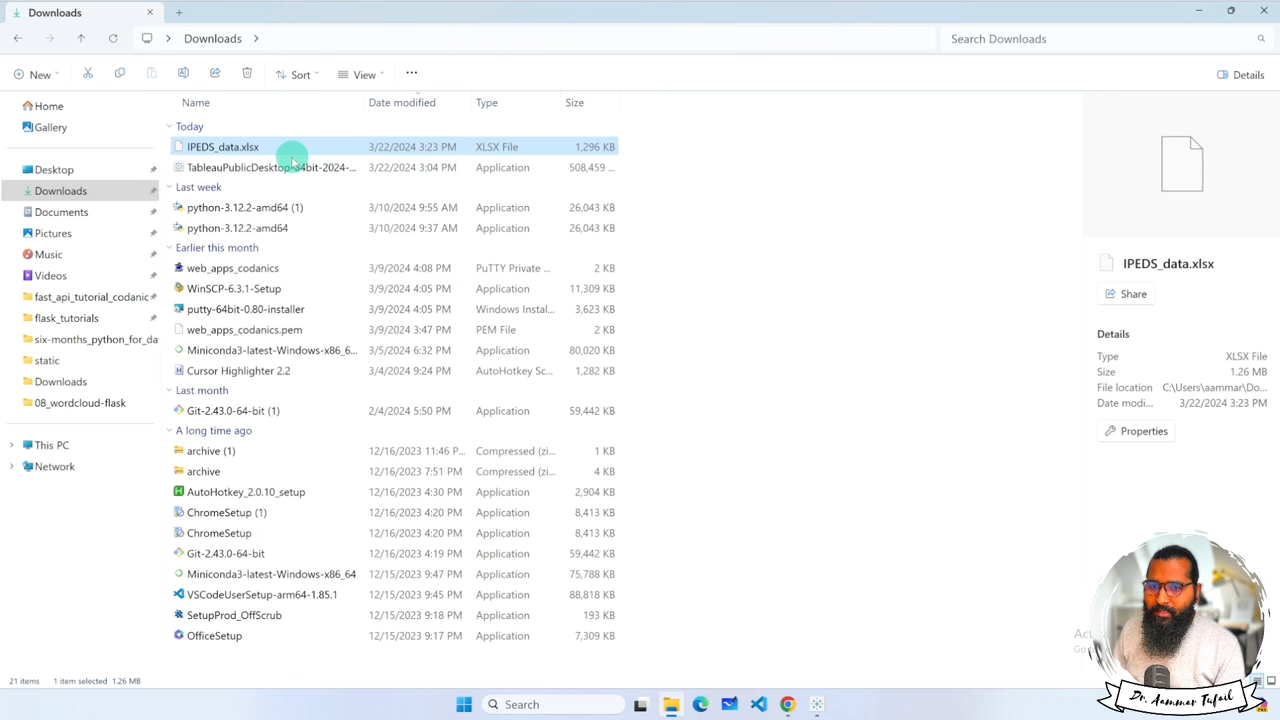 Downloads
Downloads
Search Downloads
New
Sort
View
Details
Name Date modified Type Size
Home
Gallery
Desktop
Downloads
Documents
Pictures
Music
Videos
fast_api_tutorial_codanic
flask_tutorials
six-months_python_for_da
static
Downloads
08_wordcloud-flask
This PC
Network
Today
IPEDS_data.xlsx 3/22/2024 3:23 PM XLSX File 1,296 KB
TableauPublicDesktop-64bit-2024-... 3/22/2024 3:04 PM Application 508,459 ...
Last week
python-3.12.2-amd64 (1) 3/10/2024 9:55 AM Application 26,043 KB
python-3.12.2-amd64 3/10/2024 9:37 AM Application 26,043 KB
Earlier this month
web_apps_codanics 3/9/2024 4:08 PM PuTTY Private ... 2 KB
WinSCP-6.3.1-Setup 3/9/2024 4:05 PM Application 11,309 KB
putty-64bit-0.80-installer 3/9/2024 4:05 PM Windows Instal... 3,623 KB
web_apps_codanics.pem 3/9/2024 3:47 PM PEM File 2 KB
Miniconda3-latest-Windows-x86_6... 3/5/2024 6:32 PM Application 80,020 KB
Cursor Highlighter 2.2 3/4/2024 9:24 PM AutoHotkey Sc... 1,282 KB
Last month
Git-2.43.0-64-bit (1) 2/4/2024 5:50 PM Application 59,442 KB
A long time ago
archive (1) 12/16/2023 11:46 P... Compressed (zi... 1 KB
archive 12/16/2023 7:51 PM Compressed (zi... 4 KB
AutoHotkey_2.0.10_setup 12/16/2023 4:30 PM Application 2,904 KB
ChromeSetup (1) 12/16/2023 4:20 PM Application 8,413 KB
ChromeSetup 12/16/2023 4:20 PM Application 8,413 KB
Git-2.43.0-64-bit 12/16/2023 4:19 PM Application 59,442 KB
Miniconda3-latest-Windows-x86_64 12/15/2023 9:47 PM Application 75,788 KB
VSCodeUserSetup-arm64-1.85.1 12/15/2023 9:45 PM Application 88,818 KB
SetupProd_OffScrub 12/15/2023 9:18 PM Application 193 KB
OfficeSetup 12/15/2023 9:17 PM Application 7,309 KB
IPEDS_data.xlsx
Share
Details
Type XLSX File
Size 1.26 MB
File location C:\Users\aammar\Do...
Date modi... 3/22/2024 3:23 PM
Properties
21 items 1 item selected 1.26 MB
Search
Dr. Aammar Tufail